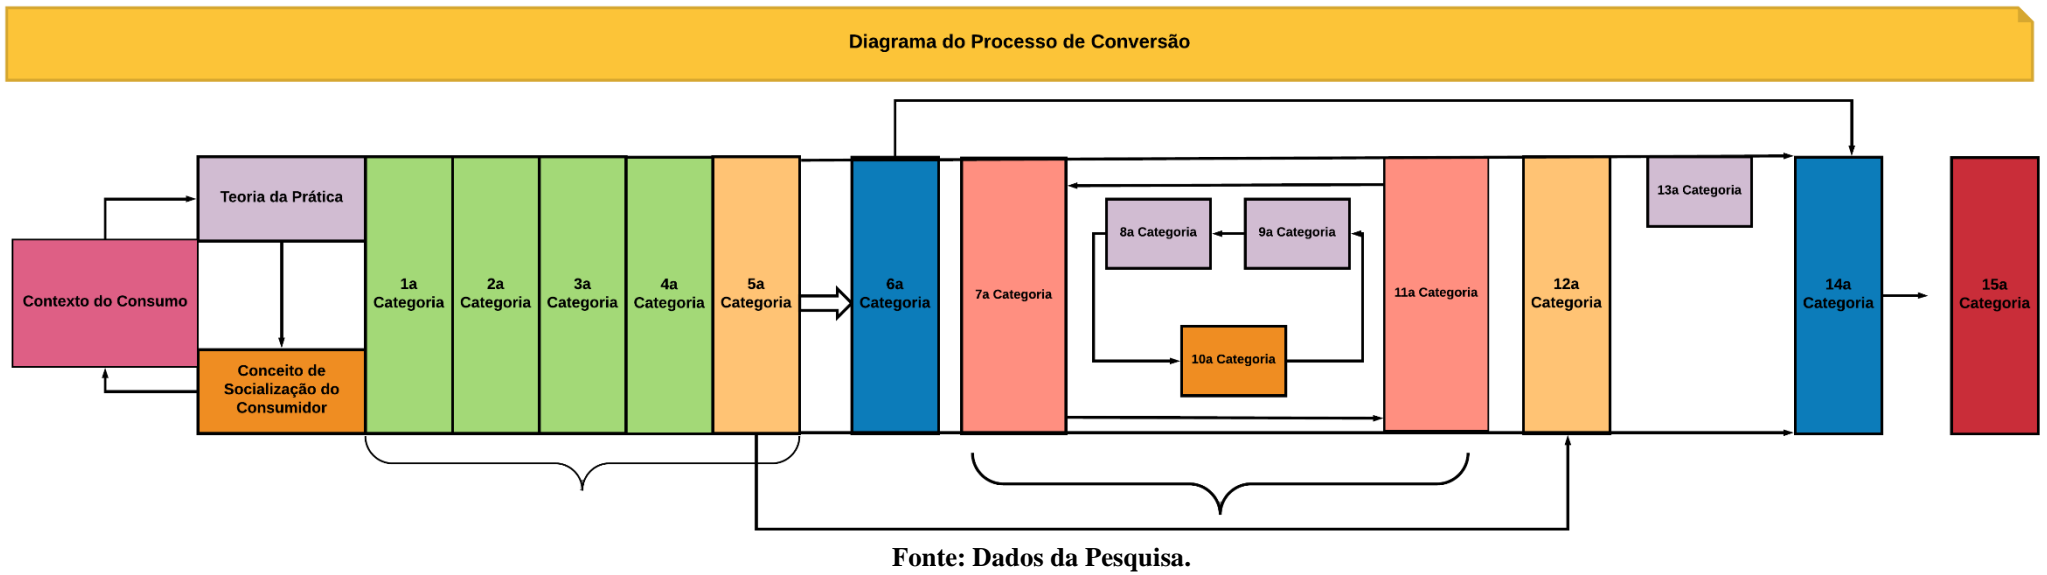 Diagrama do Processo de Conversão
Contexto do Consumo
Teoria da Prática
Conceito de
Socialização do
Consumidor
1a
Categoria
2a
Categoria
3a
Categoria
4a
Categoria
5a
Categoria
6a
Categoria
7a Categoria
8a Categoria
9a Categoria
10a Categoria
11a Categoria
12a
Categoria
13a Categoria
14a
Categoria
15a
Categoria
Fonte: Dados da Pesquisa.